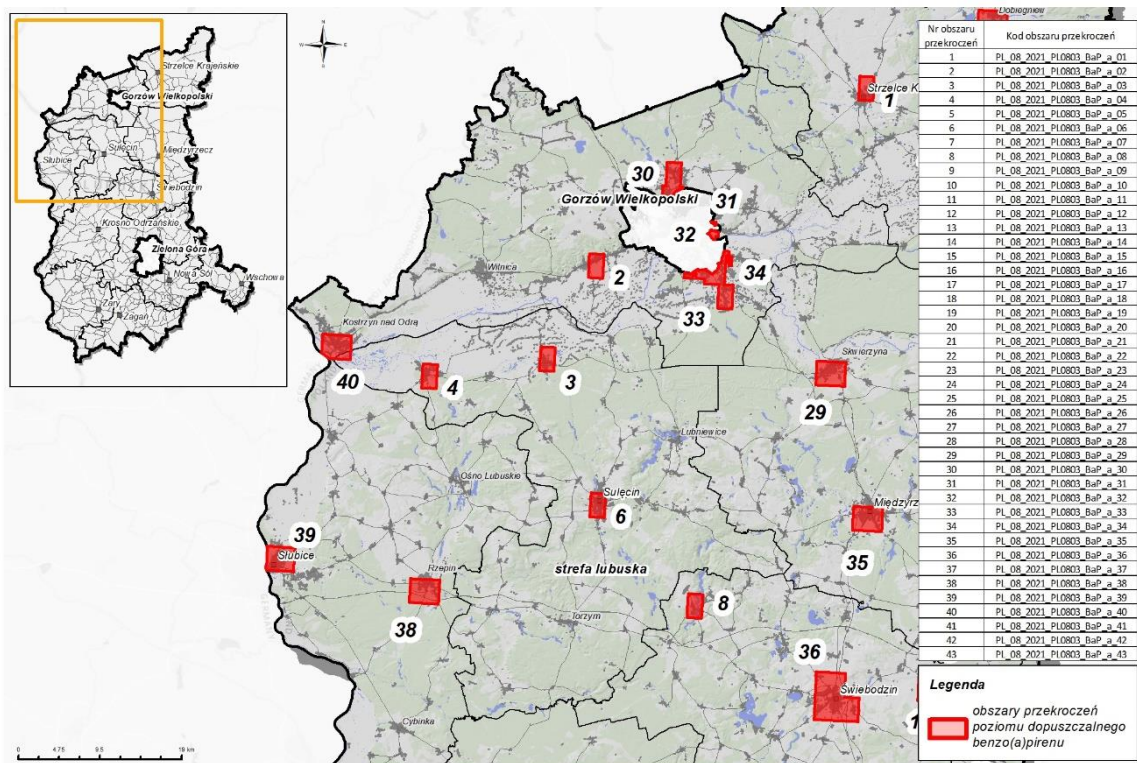 Strzelce Krajeńskie
Gorzów Wielkopolski
Słubice
Sulęcin
Międzyrzecz
Świebodzin
Krosno Odrzańskie
Zielona Góra
Nowa Sól
Wschowa
Żary
Żagań
N
W
E
S
Dobiegniew
Strzelce K
1
30
Gorzów Wielkopolski
31
32
Witnica
2
34
33
Kostrzyn nad Odrą
40
4
3
Skwierzyna
29
Lubniewice
Ośno Lubuskie
Sulęcin
6
Międzyrz
35
39
Słubice
strefa lubuska
Rzepin
38
8
Torzym
36
Świebodzin
Cybinka
1
0 4.75 9.5 19 km
Nr obszaru przekroczeń Kod obszaru przekroczeń
1 PL_08_2021_PL0803_BaP_a_01
2 PL_08_2021_PL0803_BaP_a_02
3 PL_08_2021_PL0803_BaP_a_03
4 PL_08_2021_PL0803_BaP_a_04
5 PL_08_2021_PL0803_BaP_a_05
6 PL_08_2021_PL0803_BaP_a_06
7 PL_08_2021_PL0803_BaP_a_07
8 PL_08_2021_PL0803_BaP_a_08
9 PL_08_2021_PL0803_BaP_a_09
10 PL_08_2021_PL0803_BaP_a_10
11 PL_08_2021_PL0803_BaP_a_11
12 PL_08_2021_PL0803_BaP_a_12
13 PL_08_2021_PL0803_BaP_a_13
14 PL_08_2021_PL0803_BaP_a_14
15 PL_08_2021_PL0803_BaP_a_15
16 PL_08_2021_PL0803_BaP_a_16
17 PL_08_2021_PL0803_BaP_a_17
18 PL_08_2021_PL0803_BaP_a_18
19 PL_08_2021_PL0803_BaP_a_19
20 PL_08_2021_PL0803_BaP_a_20
21 PL_08_2021_PL0803_BaP_a_21
22 PL_08_2021_PL0803_BaP_a_22
23 PL_08_2021_PL0803_BaP_a_23
24 PL_08_2021_PL0803_BaP_a_24
25 PL_08_2021_PL0803_BaP_a_25
26 PL_08_2021_PL0803_BaP_a_26
27 PL_08_2021_PL0803_BaP_a_27
28 PL_08_2021_PL0803_BaP_a_28
29 PL_08_2021_PL0803_BaP_a_29
30 PL_08_2021_PL0803_BaP_a_30
31 PL_08_2021_PL0803_BaP_a_31
32 PL_08_2021_PL0803_BaP_a_32
33 PL_08_2021_PL0803_BaP_a_33
34 PL_08_2021_PL0803_BaP_a_34
35 PL_08_2021_PL0803_BaP_a_35
36 PL_08_2021_PL0803_BaP_a_36
37 PL_08_2021_PL0803_BaP_a_37
38 PL_08_2021_PL0803_BaP_a_38
39 PL_08_2021_PL0803_BaP_a_39
40 PL_08_2021_PL0803_BaP_a_40
41 PL_08_2021_PL0803_BaP_a_41
42 PL_08_2021_PL0803_BaP_a_42
43 PL_08_2021_PL0803_BaP_a_43
Legenda
obszary przekroczeń
poziomu dopuszczalnego
benzo(a)pirenu